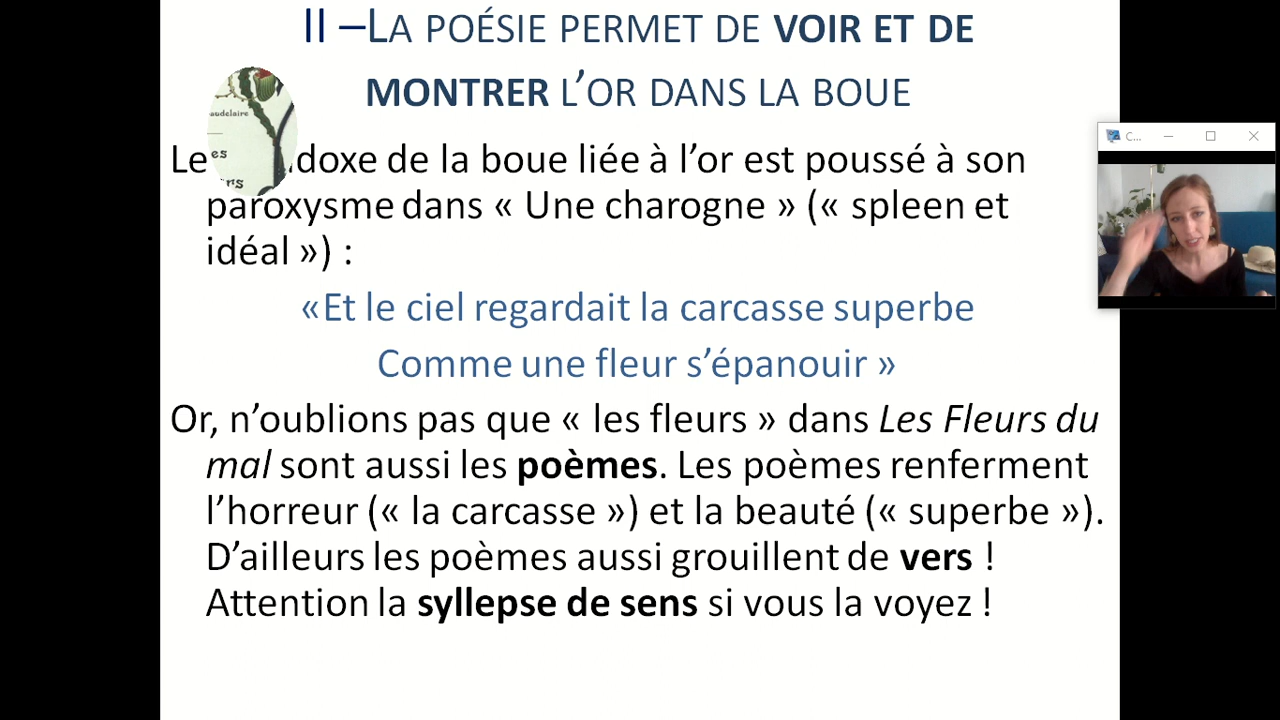 II –LA POÉSIE PERMET DE VOIR ET DE
MONTRER L'OR DANS LA BOUE
audelaire
es
Le doxe de la boue liée à l'or est poussé à son
paroxysme dans « Une charogne » (« spleen et
idéal ») :
«Et le ciel regardait la carcasse superbe
Comme une fleur s'épanouir »
Or, n'oublions pas que « les fleurs » dans Les Fleurs du
mal sont aussi les poèmes. Les poèmes renferment
l'horreur (« la carcasse ») et la beauté (« superbe »).
D'ailleurs les poèmes aussi grouillent de vers !
Attention la syllepse de sens si vous la voyez !
C...